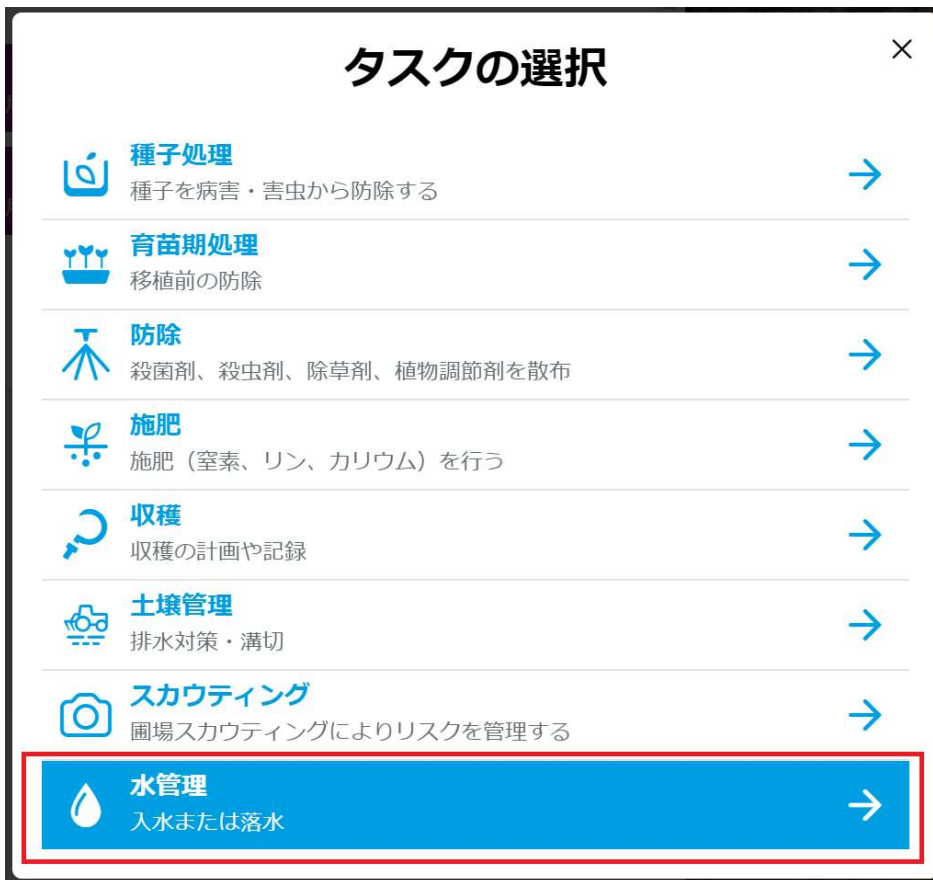 タスクの選択
種子処理
種子を病害・害虫から防除する
育苗期処理
移植前の防除
防除
殺菌剤、殺虫剤、除草剤、植物調節剤を散布
施肥
施肥（窒素、リン、カリウム）を行う
収穫
収穫の計画や記録
土壌管理
排水対策・溝切
スカウティング
圃場スカウティングによりリスクを管理する
水管理
入水または落水